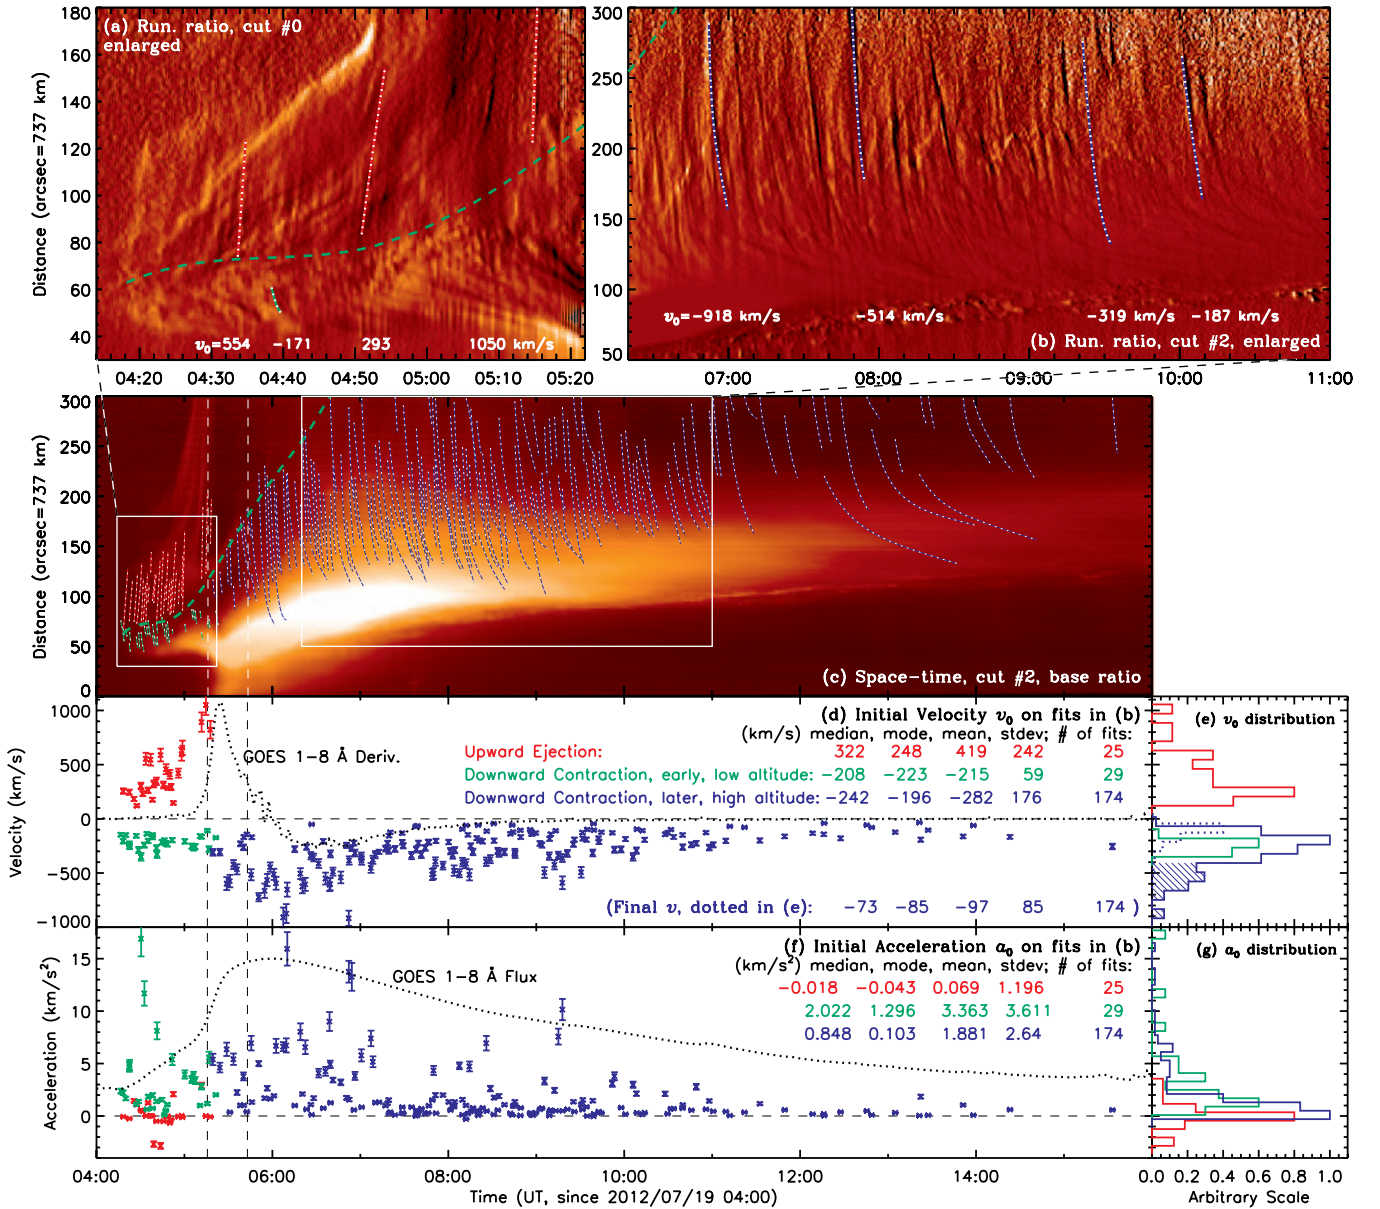 (a) Run. ratio, cut #0
enlarged
Distance (arcsec=737 km)
180
160
140
120
100
80
60
40
v₀=554 −171 293 1050 km/s
04:20 04:30 04:40 04:50 05:00 05:10 05:20
300
250
200
150
100
50
v₀=−918 km/s −514 km/s −319 km/s −187 km/s
(b) Run. ratio, cut #2, enlarged
07:00 08:00 09:00 10:00 11:00
Distance (arcsec=737 km)
300
250
200
150
100
50
0
(c) Space-time, cut #2, base ratio
Velocity (km/s)
1000
500
0
−500
−1000
GOES 1−8 Å Deriv.
(d) Initial Velocity v₀ on fits in (b)
(km/s) median, mode, mean, stdev; # of fits:
Upward Ejection: 322 248 419 242 25
Downward Contraction, early, low altitude: −208 −223 −215 59 29
Downward Contraction, later, high altitude: −242 −196 −282 176 174
(Final v, dotted in (e): −73 −85 −97 85 174 )
(e) v₀ distribution
Acceleration (km/s²)
15
10
5
0
GOES 1−8 Å Flux
(f) Initial Acceleration a₀ on fits in (b)
(km/s²) median, mode, mean, stdev; # of fits:
−0.018 −0.043 0.069 1.196 25
2.022 1.296 3.363 3.611 29
0.848 0.103 1.881 2.64 174
(g) a₀ distribution
04:00 06:00 08:00 10:00 12:00 14:00
Time (UT, since 2012/07/19 04:00)
0.0 0.2 0.4 0.6 0.8 1.0
Arbitrary Scale